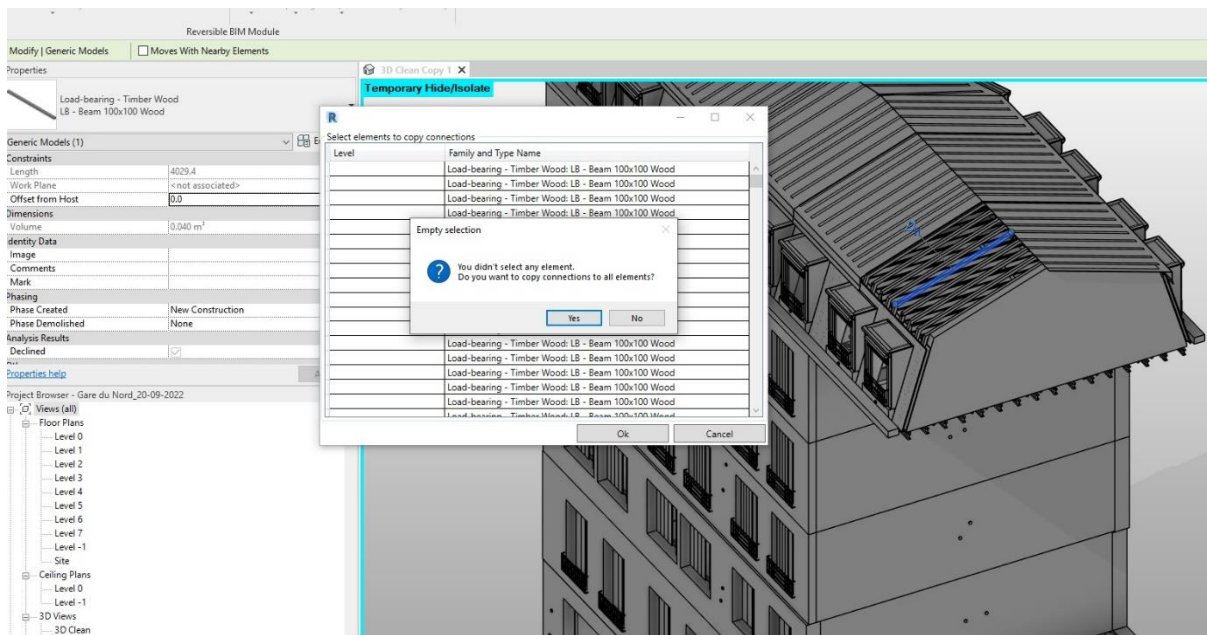 Reversible BIM Module
Modify | Generic Models
Moves With Nearby Elements
Properties
Load-bearing - Timber Wood
LB - Beam 100x100 Wood
Generic Models (1)
Constraints
Length 4029.4
Work Plane <not associated>
Offset from Host 0.0
Dimensions
Volume 0.040 m³
Identity Data
Image
Comments
Mark
Phasing
Phase Created New Construction
Phase Demolished None
Analysis Results
Declined
Properties help
Project Browser - Gare du Nord_20-09-2022
Views (all)
Floor Plans
Level 0
Level 1
Level 2
Level 3
Level 4
Level 5
Level 6
Level 7
Level -1
Site
Ceiling Plans
Level 0
Level -1
3D Views
3D Clean
3D Clean Copy 1
Temporary Hide/Isolate
R
Select elements to copy connections
Level Family and Type Name
Load-bearing - Timber Wood: LB - Beam 100x100 Wood
Load-bearing - Timber Wood: LB - Beam 100x100 Wood
Load-bearing - Timber Wood: LB - Beam 100x100 Wood
Load-bearing - Timber Wood: LB - Beam 100x100 Wood
Empty selection
You didn't select any element.
Do you want to copy connections to all elements?
Yes No
Load-bearing - Timber Wood: LB - Beam 100x100 Wood
Load-bearing - Timber Wood: LB - Beam 100x100 Wood
Load-bearing - Timber Wood: LB - Beam 100x100 Wood
Load-bearing - Timber Wood: LB - Beam 100x100 Wood
Load-bearing - Timber Wood: LB - Beam 100x100 Wood
Load-bearing - Timber Wood: LB - Beam 100x100 Wood
Ok Cancel